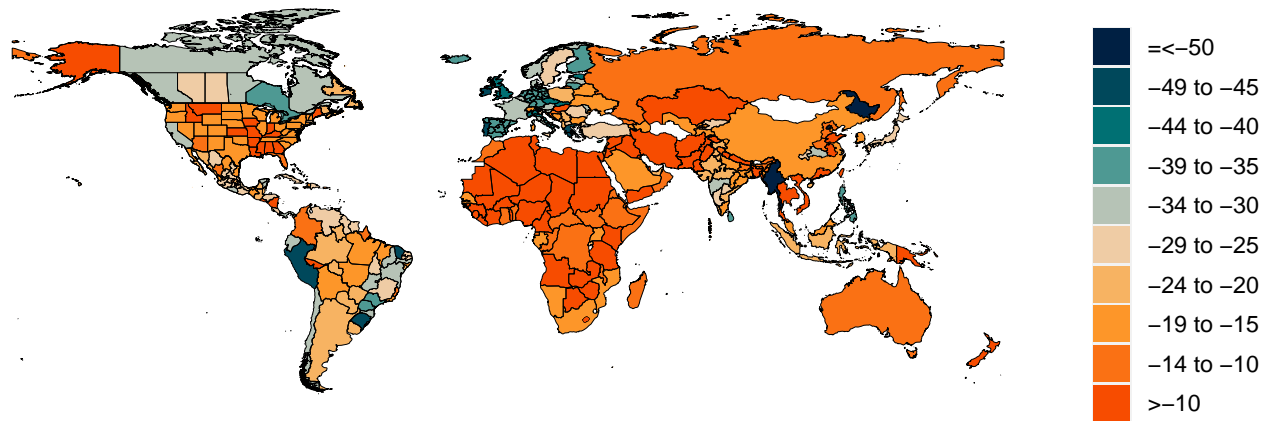 =<−50
−49 to −45
−44 to −40
−39 to −35
−34 to −30
−29 to −25
−24 to −20
−19 to −15
−14 to −10
>−10